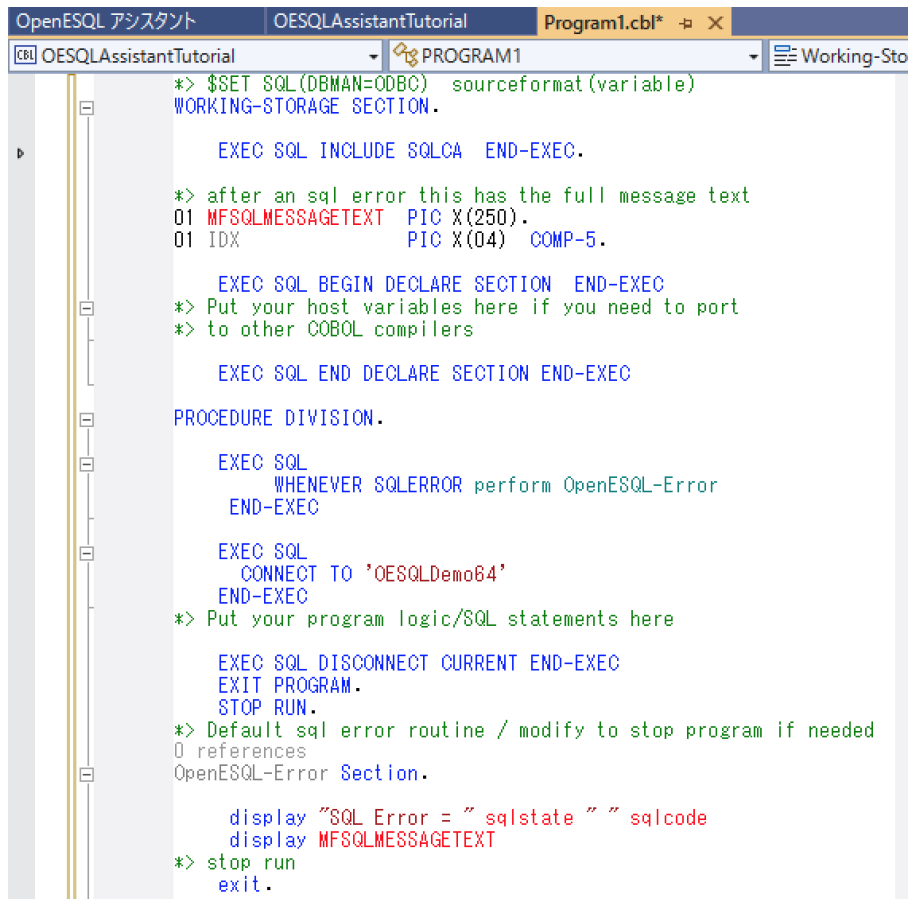 OpenESQL アシスタント OESQLAssistantTutorial Program1.cbl*
CBL OESQLAssistantTutorial PROGRAM1 Working-Sto
*> $SET SQL(DBMAN=ODBC)  sourceformat(variable)
WORKING-STORAGE SECTION.
EXEC SQL INCLUDE SQLCA  END-EXEC.
*> after an sql error this has the full message text
01 MFSQLMESSAGETEXT  PIC X(250).
01 IDX               PIC X(04)  COMP-5.
EXEC SQL BEGIN DECLARE SECTION  END-EXEC
*> Put your host variables here if you need to port
*> to other COBOL compilers
EXEC SQL END DECLARE SECTION END-EXEC
PROCEDURE DIVISION.
EXEC SQL
WHENEVER SQLERROR perform OpenESQL-Error
END-EXEC
EXEC SQL
CONNECT TO 'OESQLDemo64'
END-EXEC
*> Put your program logic/SQL statements here
EXEC SQL DISCONNECT CURRENT END-EXEC
EXIT PROGRAM.
STOP RUN.
*> Default sql error routine / modify to stop program if needed
0 references
OpenESQL-Error Section.
display "SQL Error = " sqlstate " " sqlcode
display MFSQLMESSAGETEXT
*> stop run
exit.